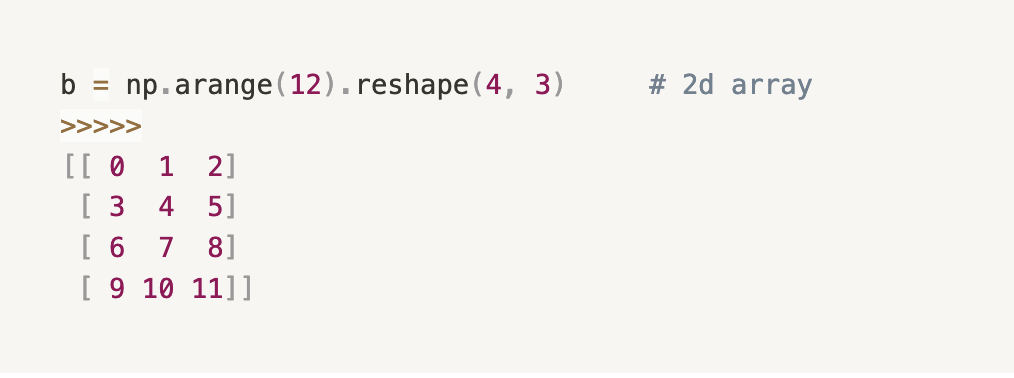 b = np.arange(12).reshape(4, 3)     # 2d array
>>>>>
[[ 0  1  2]
 [ 3  4  5]
 [ 6  7  8]
 [ 9 10 11]]